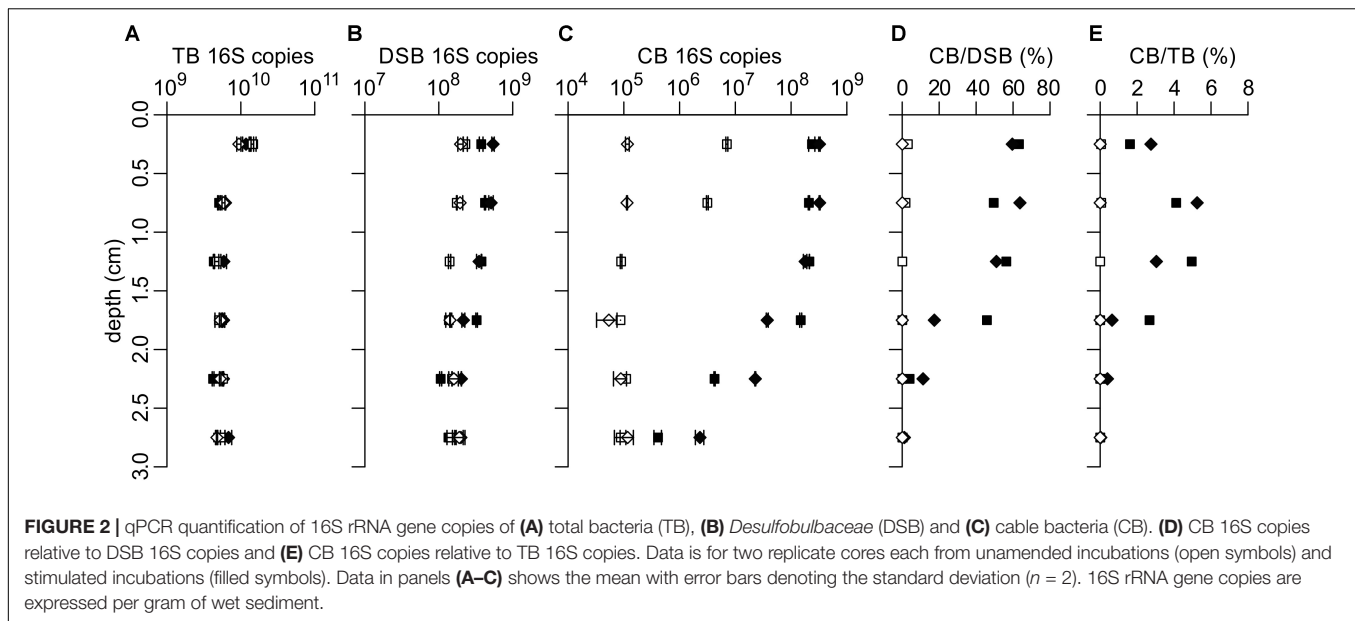 A B C D E
TB 16S copies DSB 16S copies CB 16S copies CB/DSB (%) CB/TB (%)
10^9 10^10 10^11 10^7 10^8 10^9 10^4 10^5 10^6 10^7 10^8 10^9 0 20 40 60 80 0 2 4 6 8
0.0
0.5
1.0
1.5
2.0
2.5
3.0
depth (cm)
FIGURE 2 | qPCR quantification of 16S rRNA gene copies of (A) total bacteria (TB), (B) Desulfobulbaceae (DSB) and (C) cable bacteria (CB). (D) CB 16S copies
relative to DSB 16S copies and (E) CB 16S copies relative to TB 16S copies. Data is for two replicate cores each from unamended incubations (open symbols) and
stimulated incubations (filled symbols). Data in panels (A–C) shows the mean with error bars denoting the standard deviation (n = 2). 16S rRNA gene copies are
expressed per gram of wet sediment.